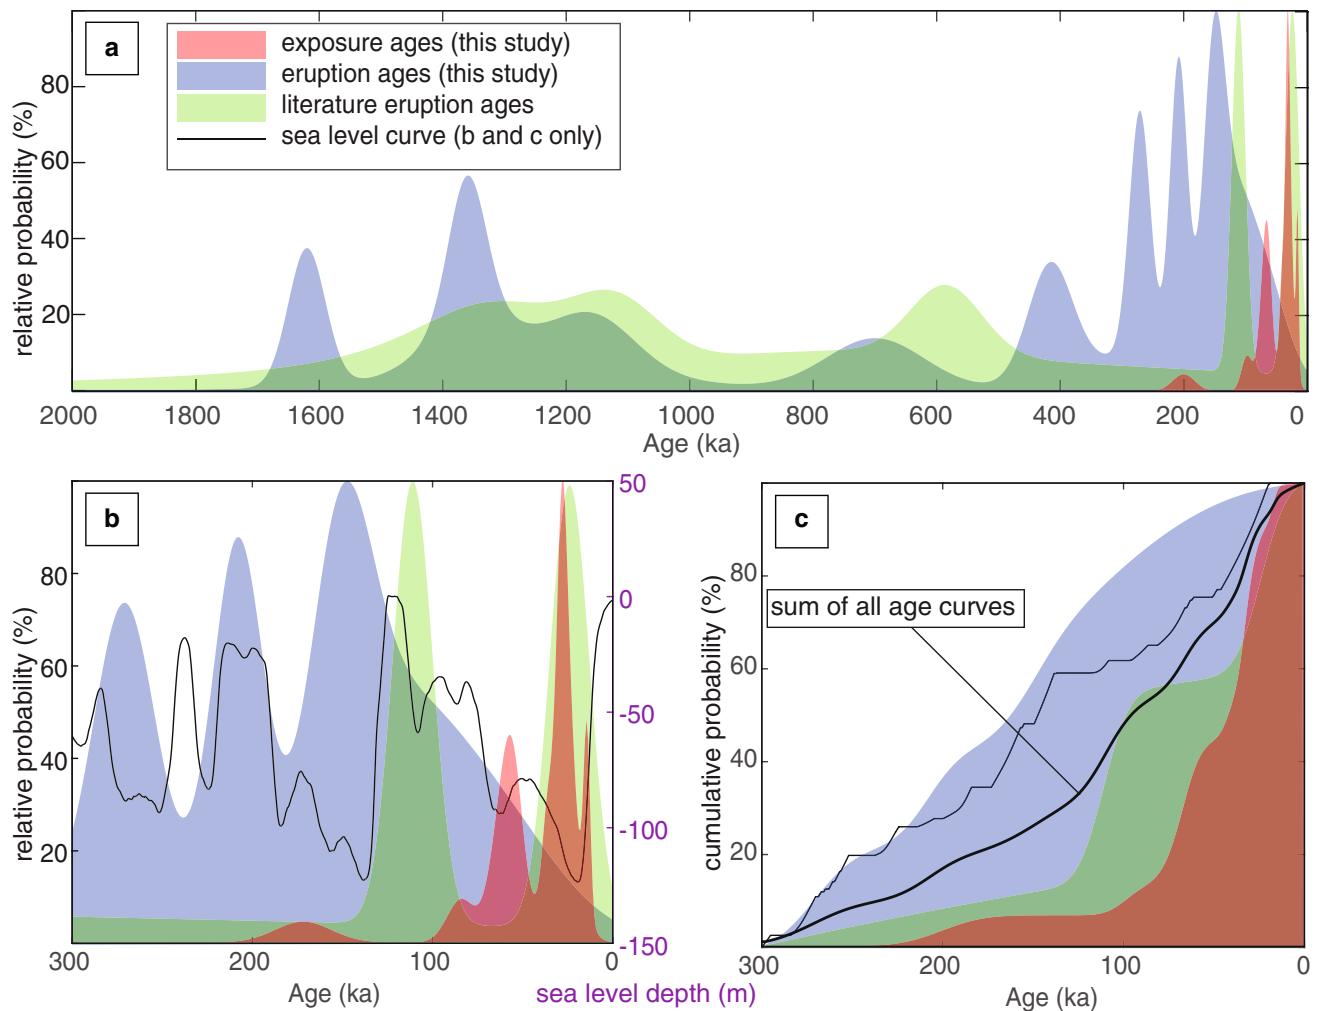 a
exposure ages (this study)
eruption ages (this study)
literature eruption ages
sea level curve (b and c only)
relative probability (%)
80
60
40
20
2000 1800 1600 1400 1200 1000 800 600 400 200 0
Age (ka)
b
relative probability (%)
80
60
40
20
50
0
-50
-100
-150
300 200 100 0
Age (ka)
sea level depth (m)
c
sum of all age curves
cumulative probability (%)
80
60
40
20
300 200 100 0
Age (ka)